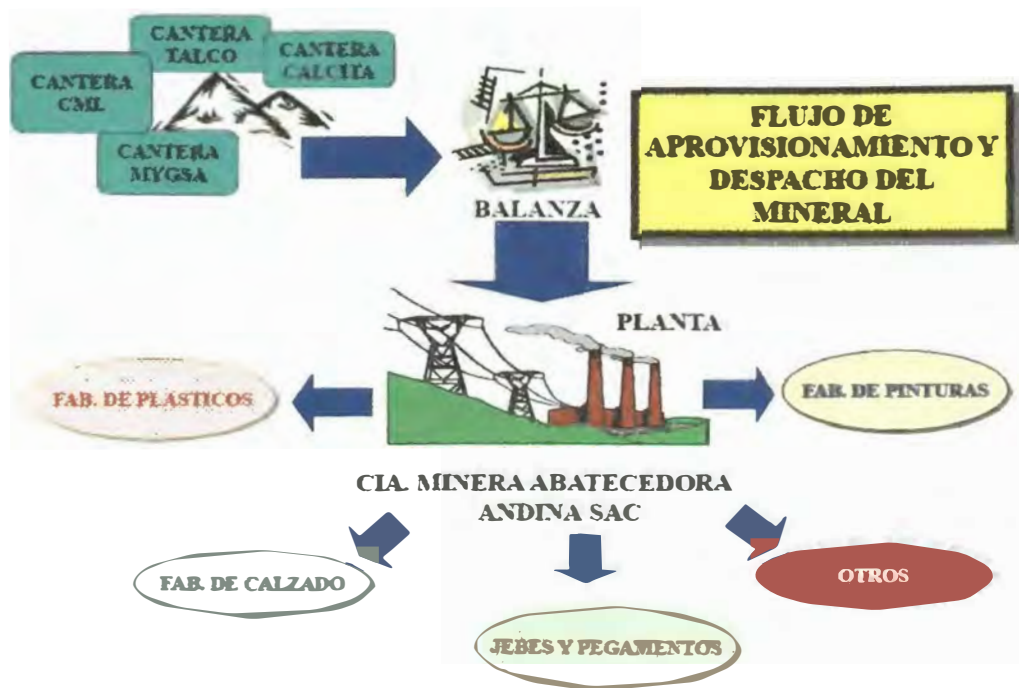 CANTERA
TALCO
CANTERA
CALCITA
CANTERA
CML
CANTERA
MYGSA
BALANZA
FLUJO DE
APROVISIONAMIENTO Y
DESPACHO DEL
MINERAL
PLANTA
FAB. DE PLÁSTICOS
FAB. DE PINTURAS
CIA. MINERA ABATECEDORA
ANDINA SAC
FAB. DE CALZADO
OTROS
JEBES Y PEGAMENTOS